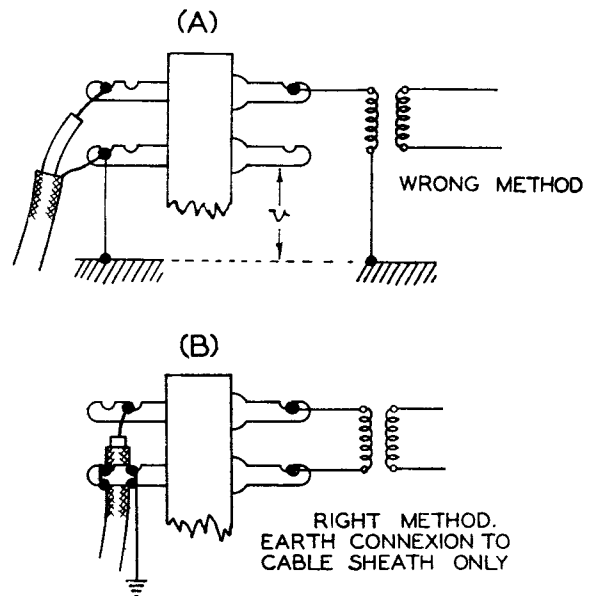 (A)
v
WRONG METHOD
(B)
RIGHT METHOD.
EARTH CONNEXION TO
CABLE SHEATH ONLY